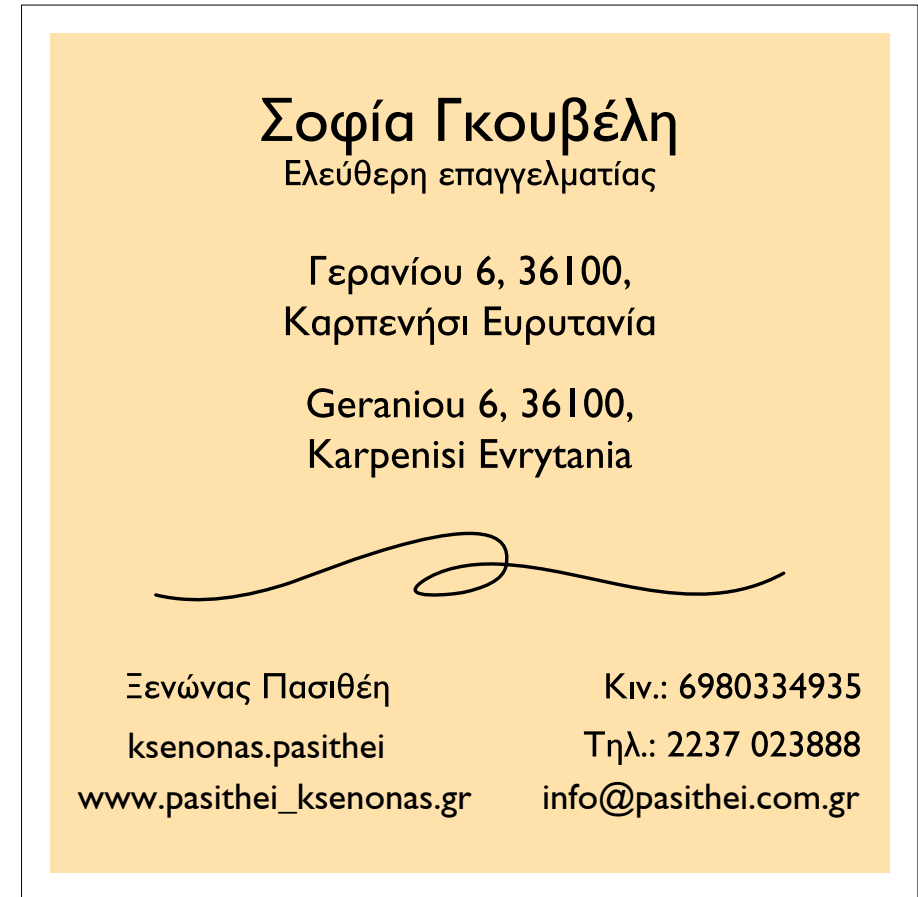 Σοφία Γκουβέλη
Ελεύθερη επαγγελματίας
Γερανίου 6, 36100,
Καρπενήσι Ευρυτανία
Geraniou 6, 36100,
Karpenisi Evrytania
Ξενώνας Πασιθέη
ksenonas.pasithei
www.pasithei_ksenonas.gr
Κιν.: 6980334935
Τηλ.: 2237 023888
info@pasithei.com.gr